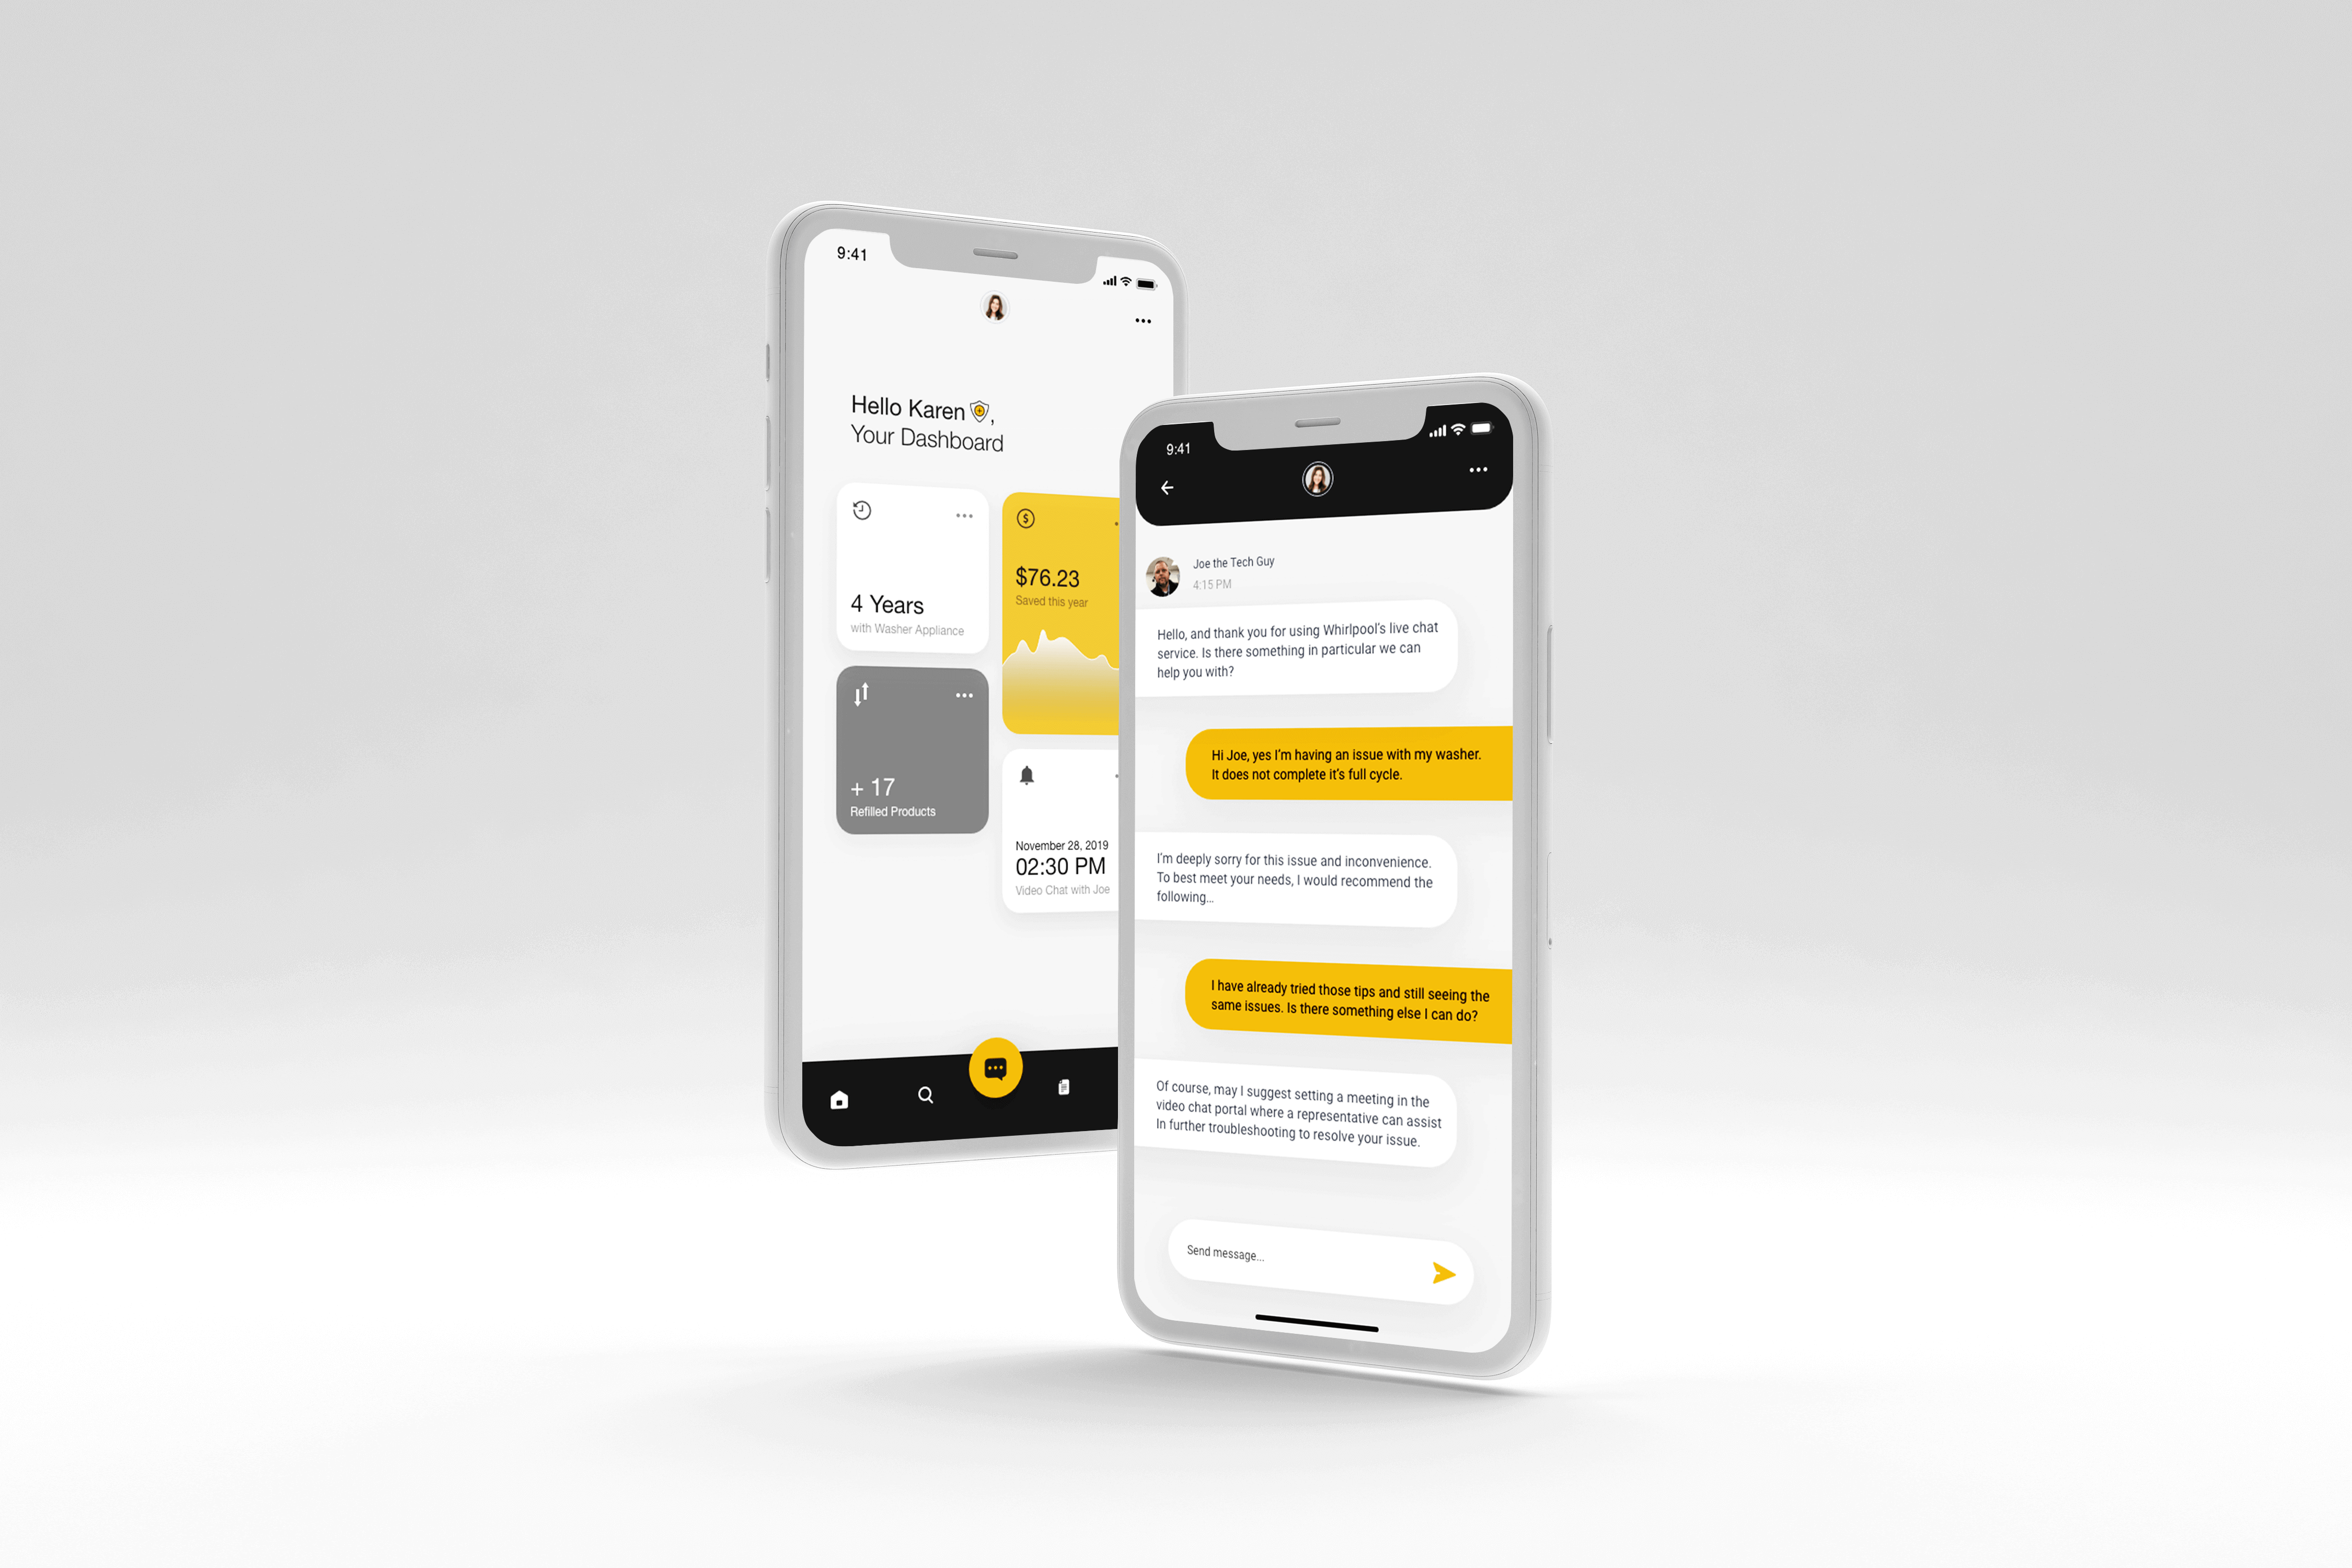 9:41
Hello Karen,
Your Dashboard
4 Years
with Washer Appliance
$
$76.23
Saved this year
+ 17
Refilled Products
November 28, 2019
02:30 PM
Video Chat with Joe
9:41
Joe the Tech Guy
4:15 PM
Hello, and thank you for using Whirlpool's live chat
service. Is there something in particular we can
help you with?
Hi Joe, yes I'm having an issue with my washer.
It does not complete it's full cycle.
I'm deeply sorry for this issue and inconvenience.
To best meet your needs, I would recommend the
following...
I have already tried those tips and still seeing the
same issues. Is there something else I can do?
Of course, may I suggest setting a meeting in the
video chat portal where a representative can assist
In further troubleshooting to resolve your issue.
Send message...